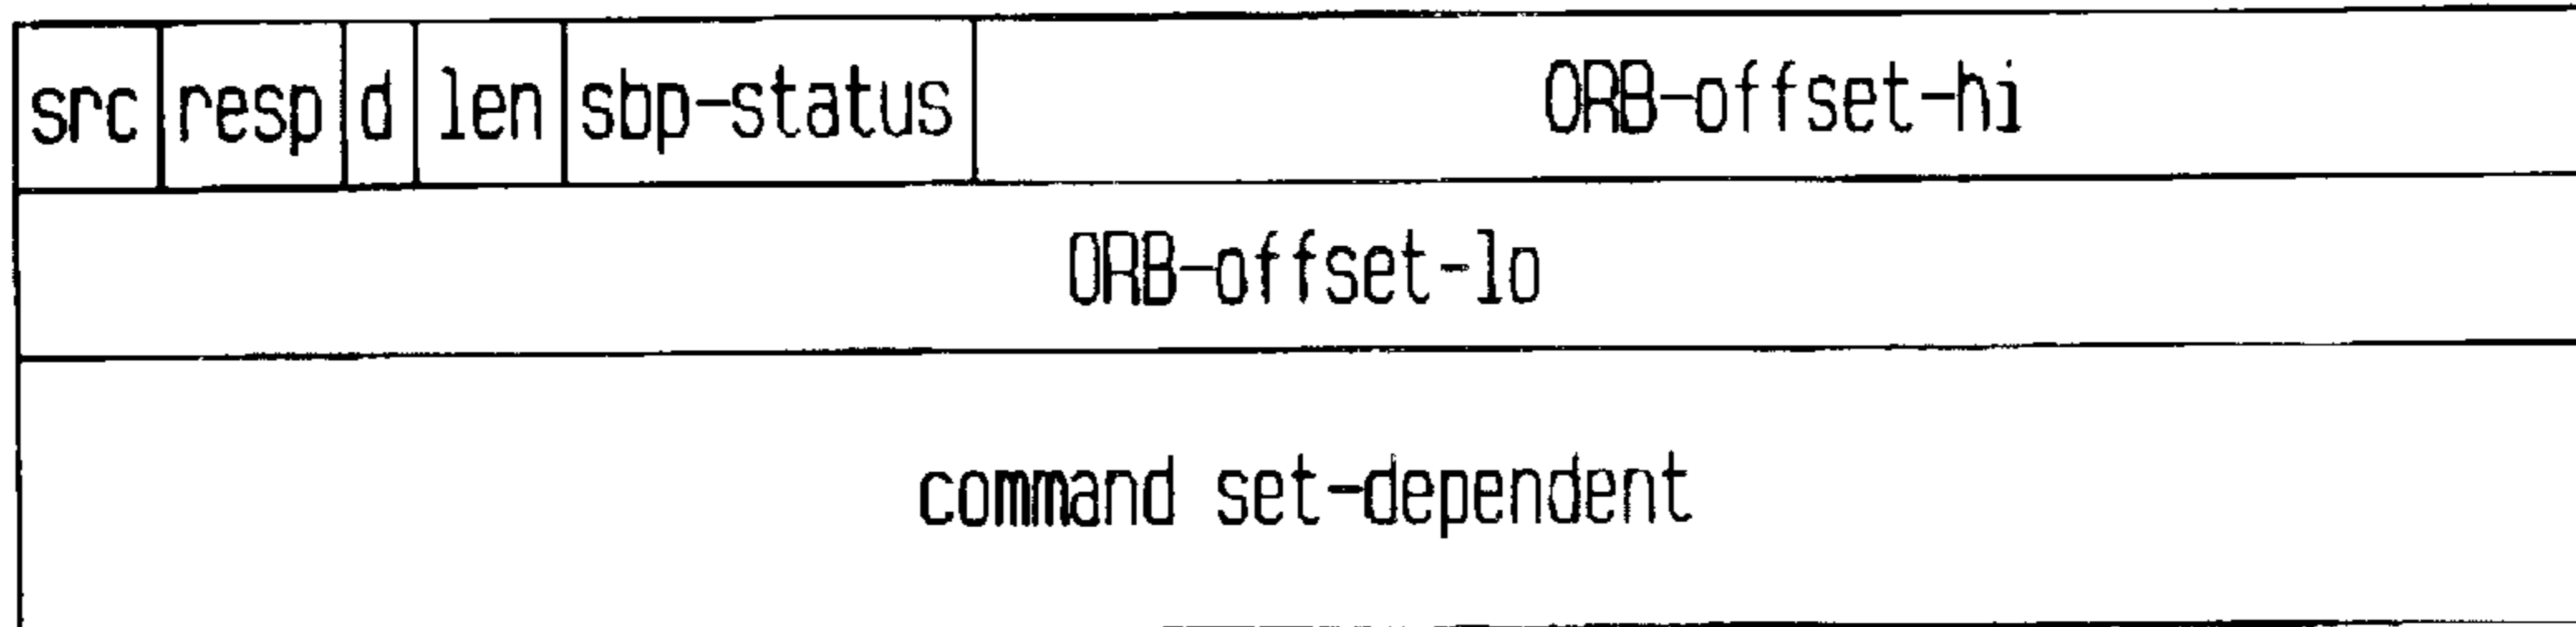 src resp d len sbp-status ORB-offset-hi
ORB-offset-lo
command set-dependent